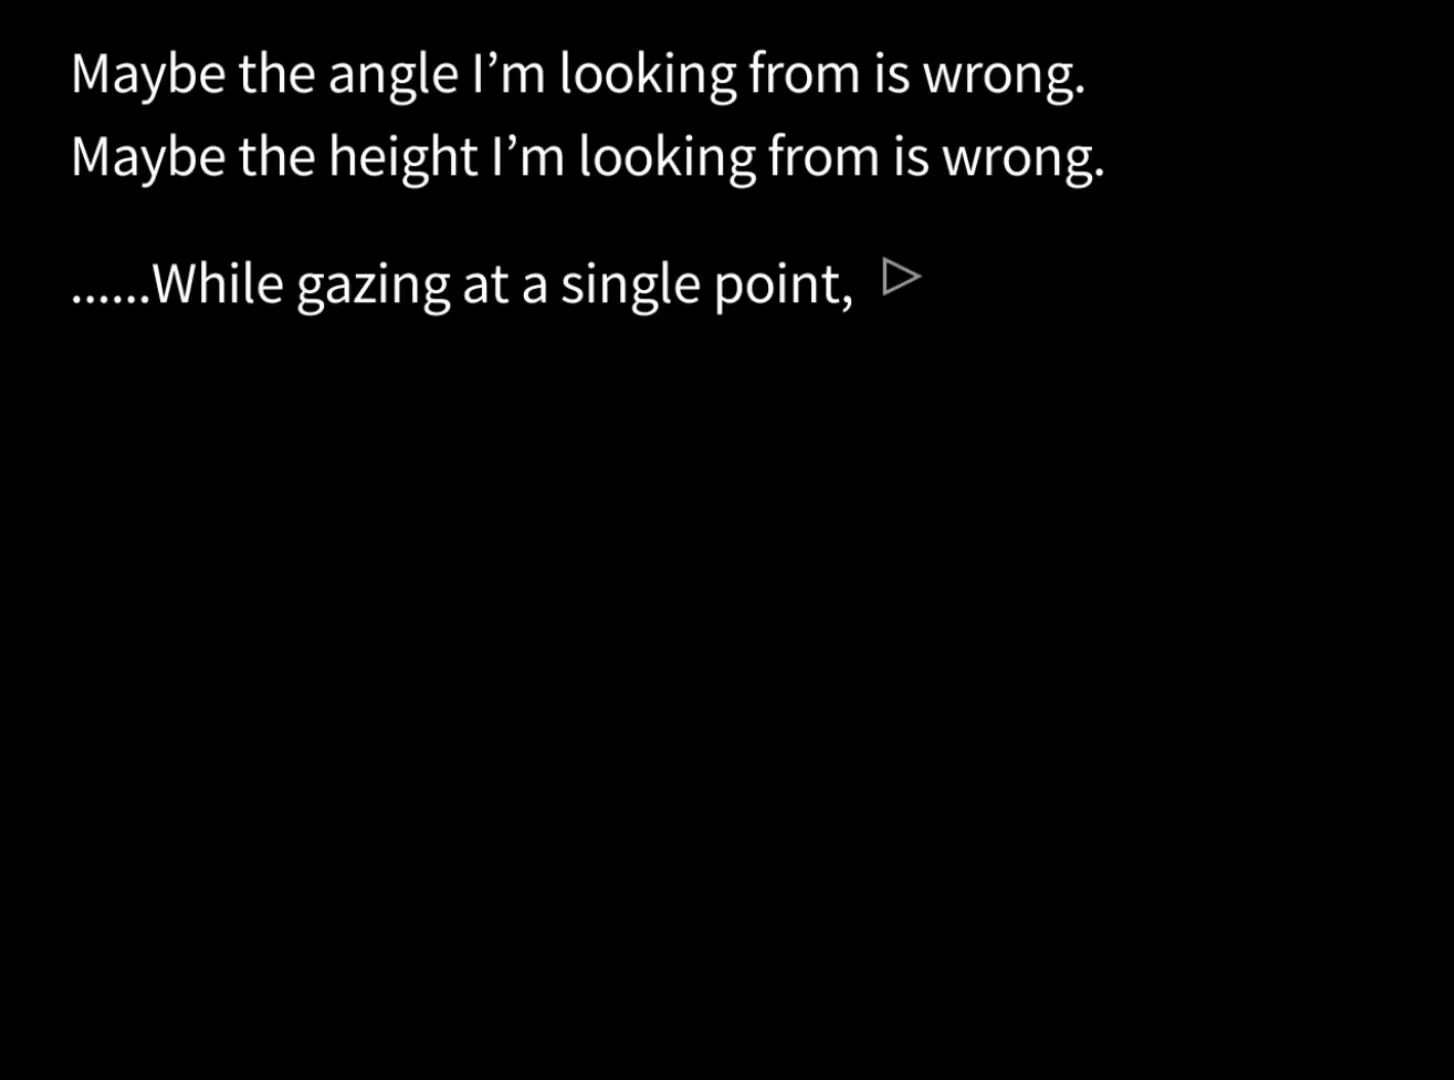 Maybe the angle I’m looking from is wrong.
Maybe the height I’m looking from is wrong.
......While gazing at a single point,